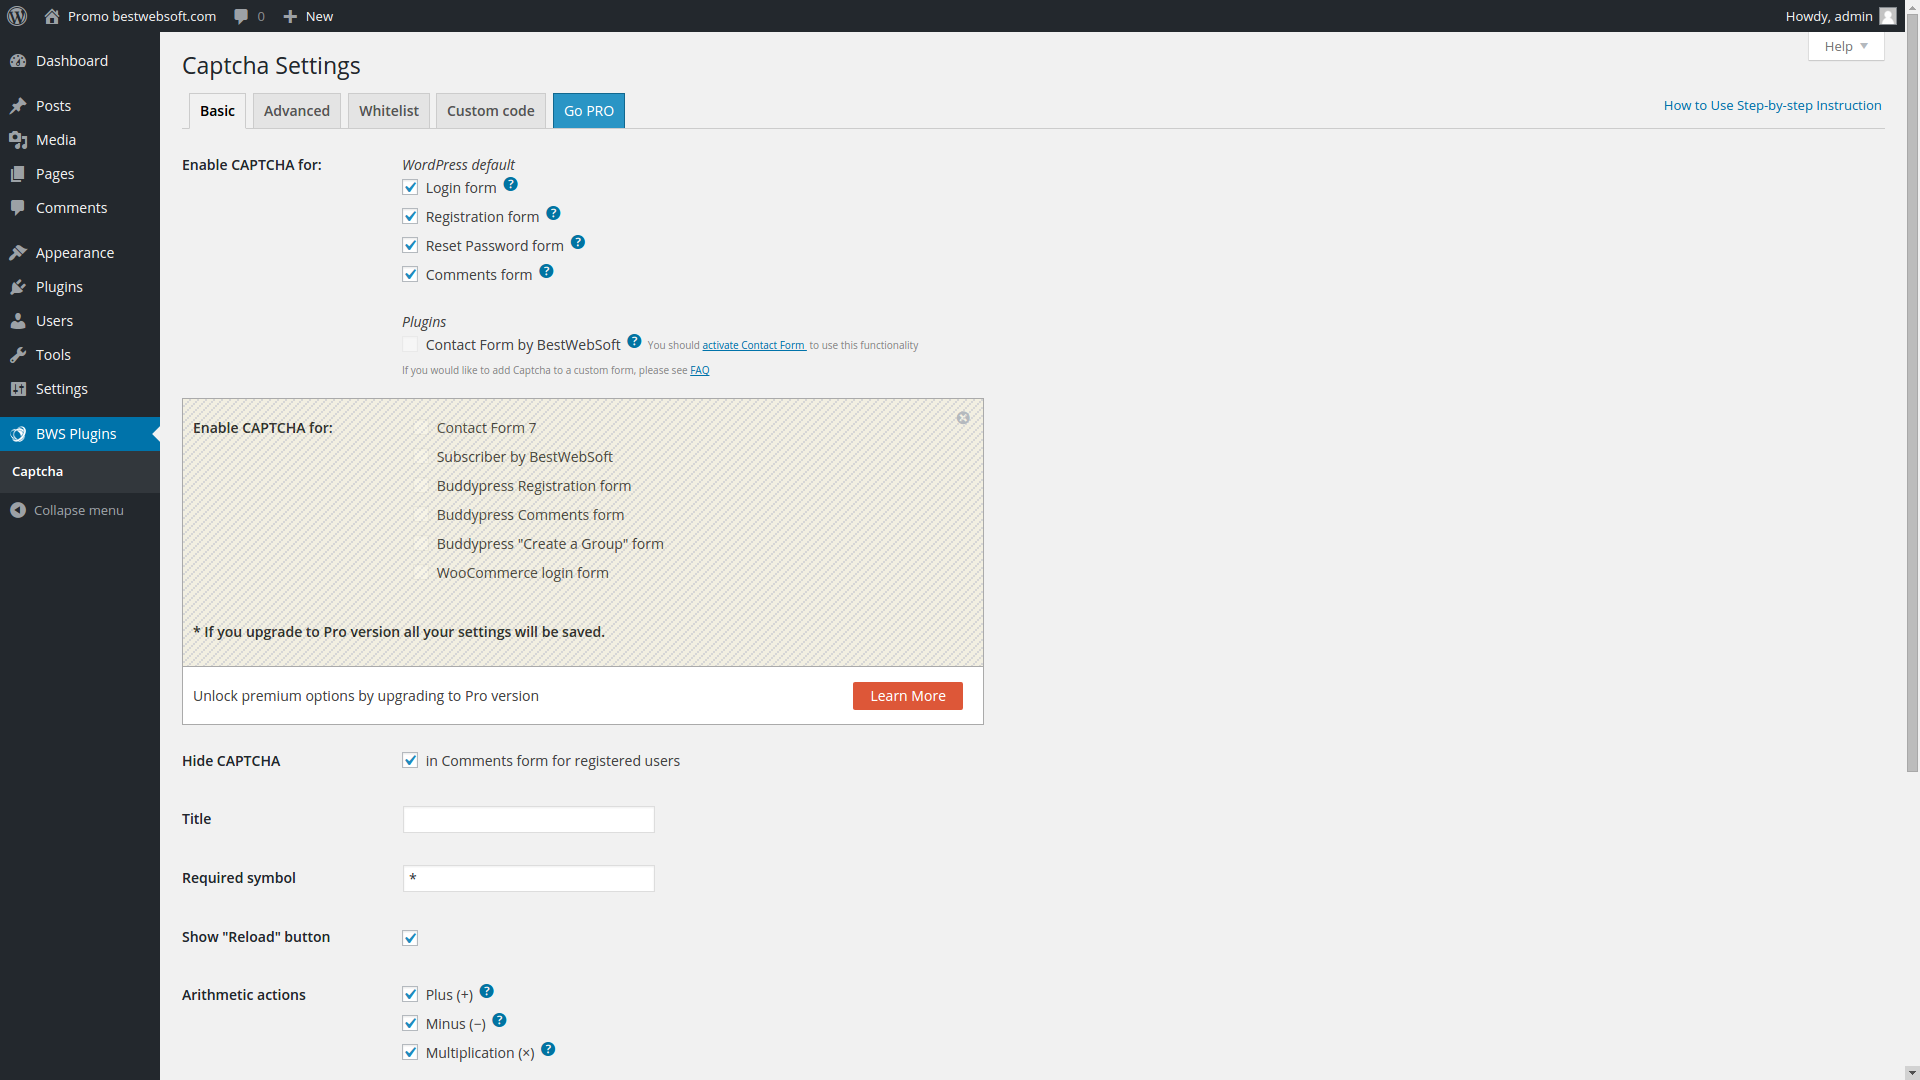 Promo bestwebsoft.com 0 New Howdy, admin
Help
Dashboard
Posts
Media
Pages
Comments
Appearance
Plugins
Users
Tools
Settings
BWS Plugins
Captcha
Collapse menu
Captcha Settings
Basic Advanced Whitelist Custom code Go PRO
How to Use Step-by-step Instruction
Enable CAPTCHA for:
WordPress default
Login form ?
Registration form ?
Reset Password form ?
Comments form ?
Plugins
Contact Form by BestWebSoft ? You should activate Contact Form to use this functionality
If you would like to add Captcha to a custom form, please see FAQ
Enable CAPTCHA for:
Contact Form 7
Subscriber by BestWebSoft
Buddypress Registration form
Buddypress Comments form
Buddypress "Create a Group" form
WooCommerce login form
* If you upgrade to Pro version all your settings will be saved.
Unlock premium options by upgrading to Pro version
Learn More
Hide CAPTCHA
in Comments form for registered users
Title
Required symbol
*
Show "Reload" button
Arithmetic actions
Plus (+) ?
Minus (−) ?
Multiplication (×) ?